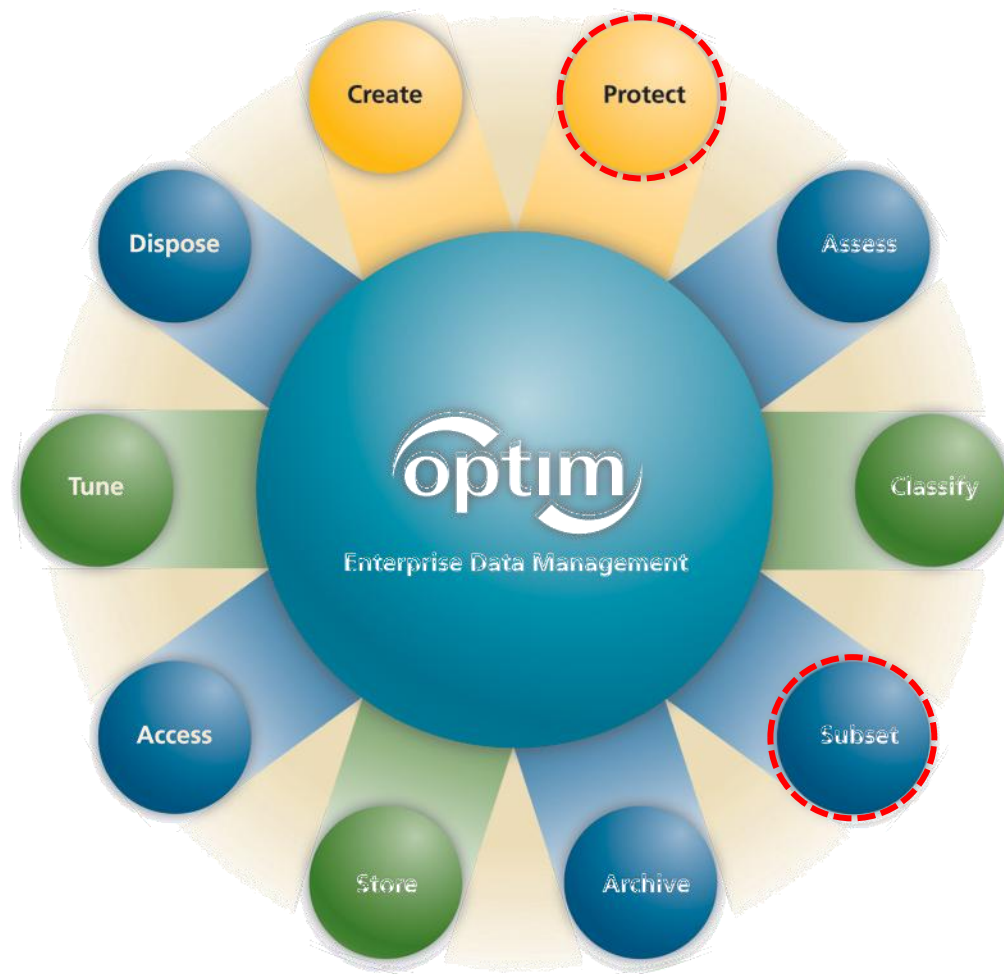 Create
Protect
Dispose
Assess
optim
Tune
Classify
Enterprise Data Management
Access
Subset
Store
Archive